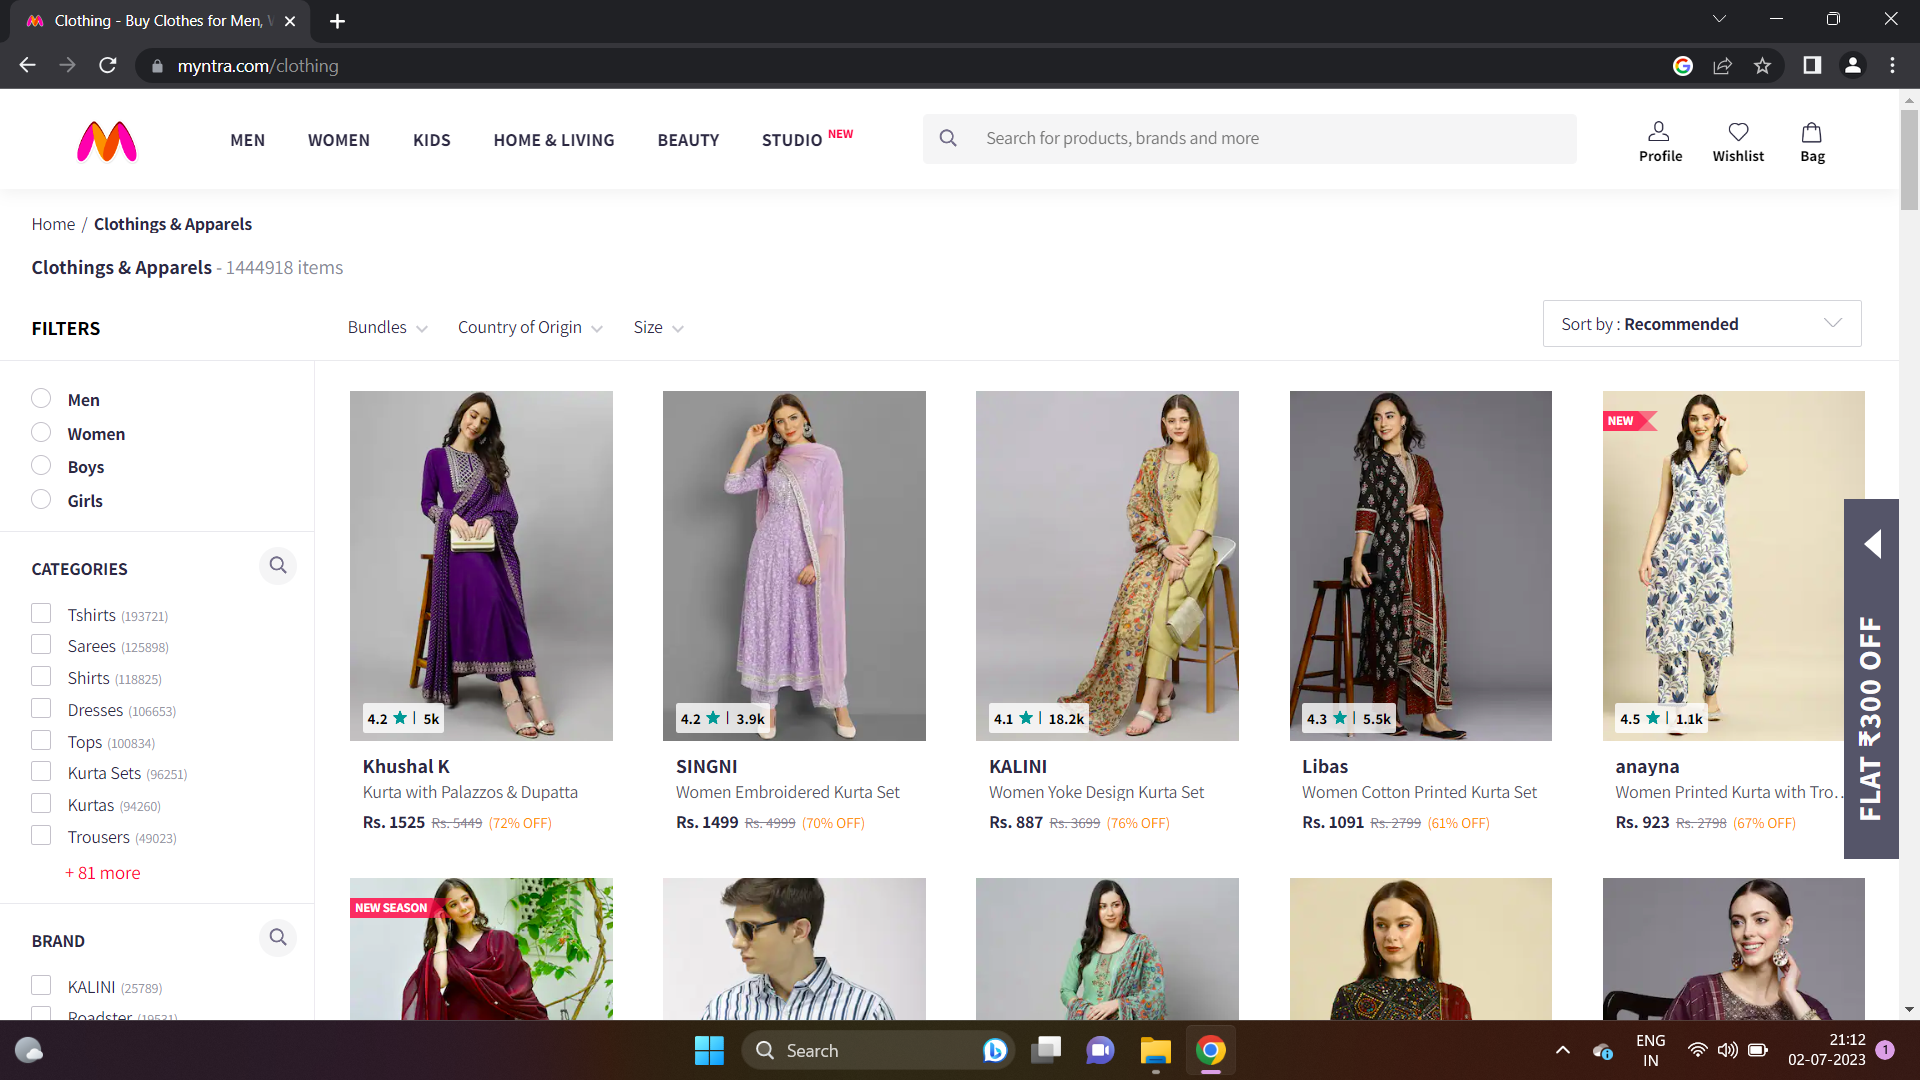 Clothing - Buy Clothes for Men,
myntra.com/clothing
MEN
WOMEN
KIDS
HOME & LIVING
BEAUTY
STUDIO NEW
Search for products, brands and more
Profile
Wishlist
Bag
Home / Clothings & Apparels
Clothings & Apparels - 1444918 items
FILTERS
Bundles
Country of Origin
Size
Sort by : Recommended
Men
Women
Boys
Girls
CATEGORIES
Tshirts (193721)
Sarees (125898)
Shirts (118825)
Dresses (106653)
Tops (100834)
Kurta Sets (96251)
Kurtas (94260)
Trousers (49023)
+ 81 more
BRAND
KALINI (25789)
Roadster (19531)
4.2 ★ | 5k
Khushal K
Kurta with Palazzos & Dupatta
Rs. 1525 Rs. 5449 (72% OFF)
4.2 ★ | 3.9k
SINGNI
Women Embroidered Kurta Set
Rs. 1499 Rs. 4999 (70% OFF)
4.1 ★ | 18.2k
KALINI
Women Yoke Design Kurta Set
Rs. 887 Rs. 3699 (76% OFF)
4.3 ★ | 5.5k
Libas
Women Cotton Printed Kurta Set
Rs. 1091 Rs. 2799 (61% OFF)
NEW
4.5 ★ | 1.1k
anayna
Women Printed Kurta with Tro...
Rs. 923 Rs. 2798 (67% OFF)
FLAT ₹300 OFF
NEW SEASON
Search
ENG
IN
21:12
02-07-2023
1